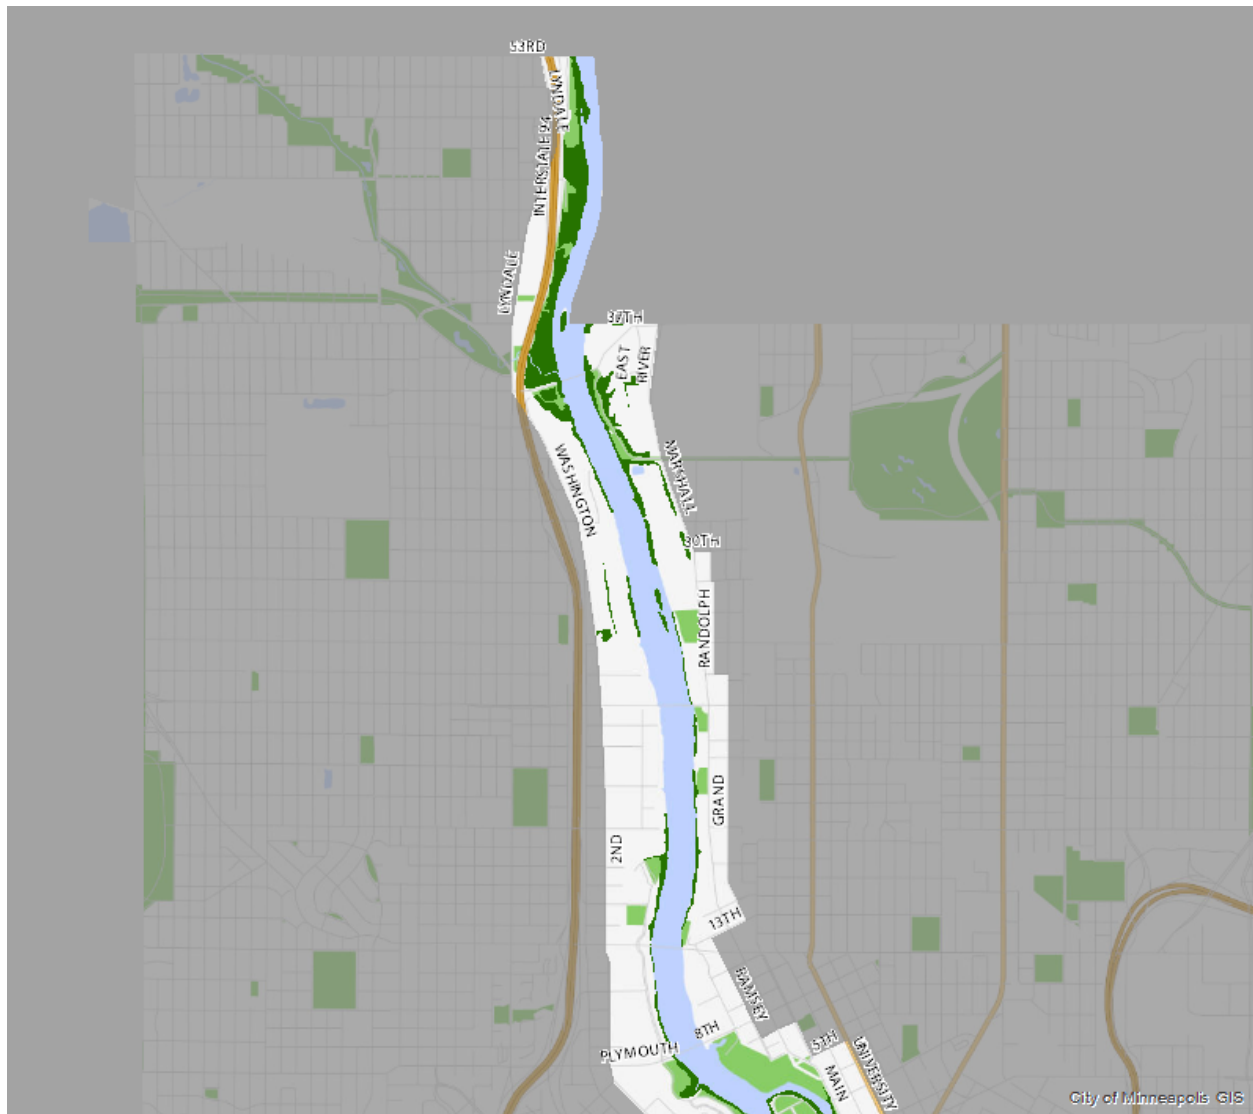 53RD
LYNDALE
INTERSTATE 94
LYNDALE
37TH
EAST
RIVER
MARSHALL
WASHINGTON
30TH
RANDOLPH
GRAND
2ND
13TH
RAMSEY
8TH
PLYMOUTH
5TH
UNIVERSITY
MAIN
City of Minneapolis GIS